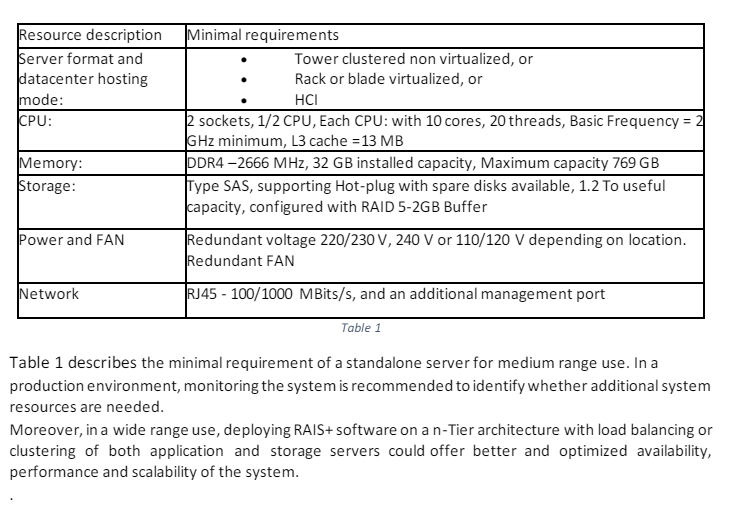 Resource description Minimal requirements
Server format and
datacenter hosting
mode:
• Tower clustered non virtualized, or
• Rack or blade virtualized, or
• HCI
CPU: 2 sockets, 1/2 CPU, Each CPU: with 10 cores, 20 threads, Basic Frequency = 2
GHz minimum, L3 cache =13 MB
Memory: DDR4 –2666 MHz, 32 GB installed capacity, Maximum capacity 769 GB
Storage: Type SAS, supporting Hot-plug with spare disks available, 1.2 To useful
capacity, configured with RAID 5-2GB Buffer
Power and FAN Redundant voltage 220/230 V, 240 V or 110/120 V depending on location.
Redundant FAN
Network RJ45 - 100/1000 MBits/s, and an additional management port
Table 1
Table 1 describes the minimal requirement of a standalone server for medium range use. In a
production environment, monitoring the system is recommended to identify whether additional system
resources are needed.
Moreover, in a wide range use, deploying RAIS+ software on a n-Tier architecture with load balancing or
clustering of both application and storage servers could offer better and optimized availability,
performance and scalability of the system.
.